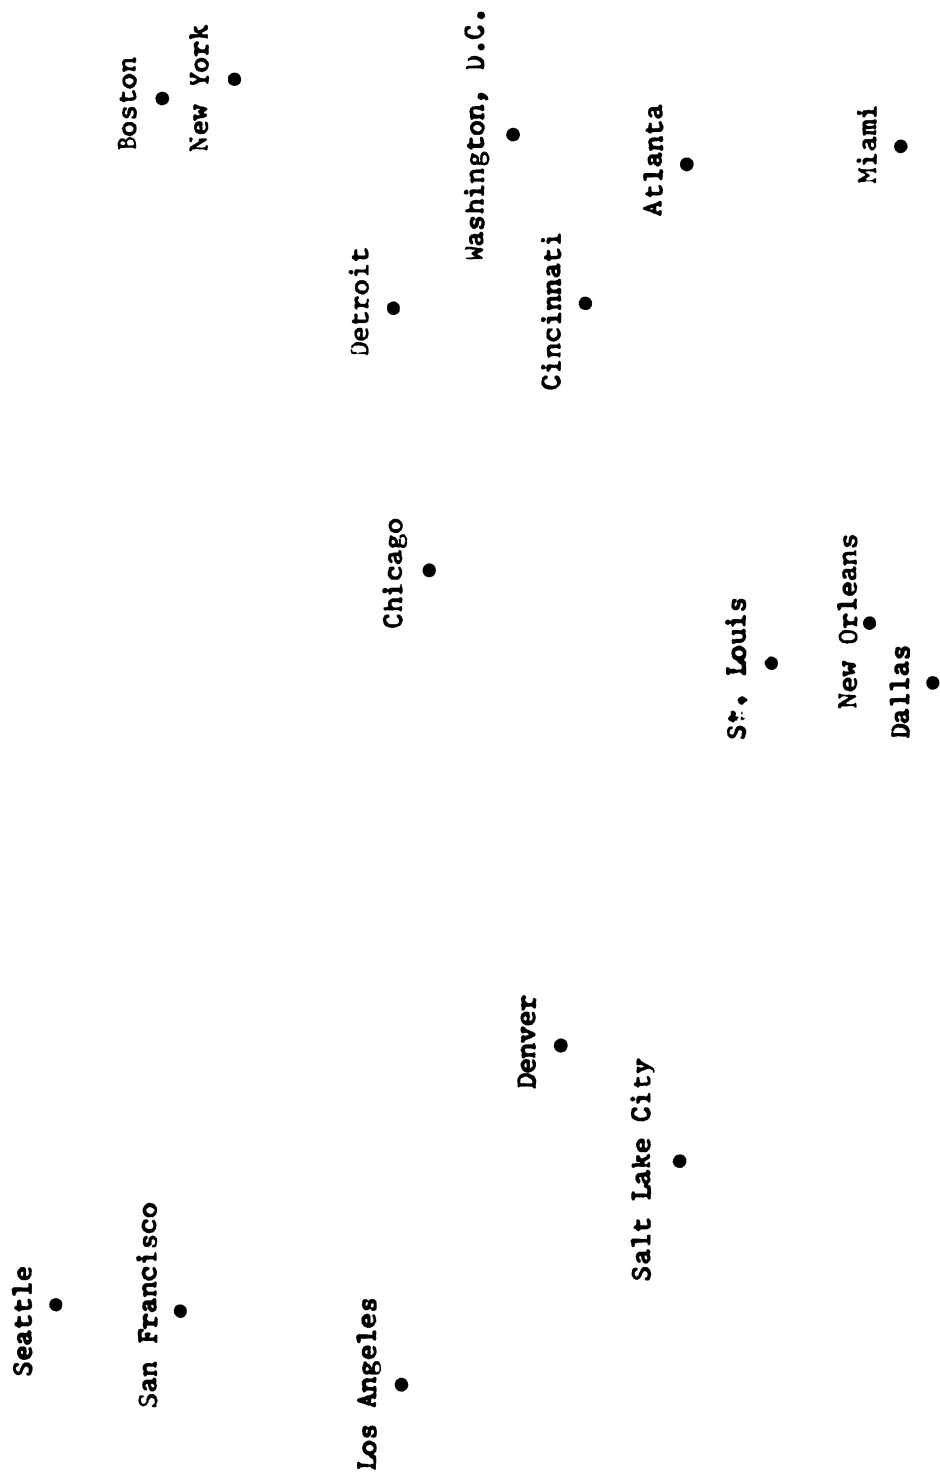 Seattle
San Francisco
Los Angeles
Denver
Salt Lake City
Chicago
St. Louis
New Orleans
Dallas
Detroit
Cincinnati
Boston
New York
Washington, D.C.
Atlanta
Miami